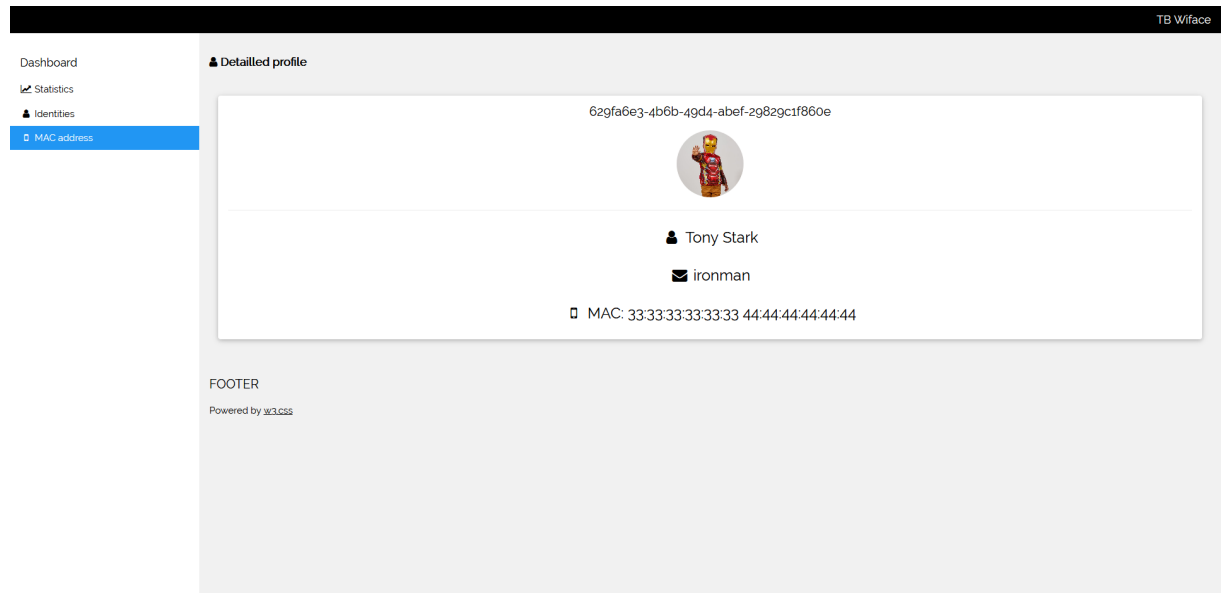 TB Wiface
Dashboard
Statistics
Identities
MAC address
Detailled profile
629fa6e3-4b6b-49d4-abef-29829c1f860e
Tony Stark
ironman
MAC: 33:33:33:33:33:33 44:44:44:44:44:44
FOOTER
Powered by w3.css